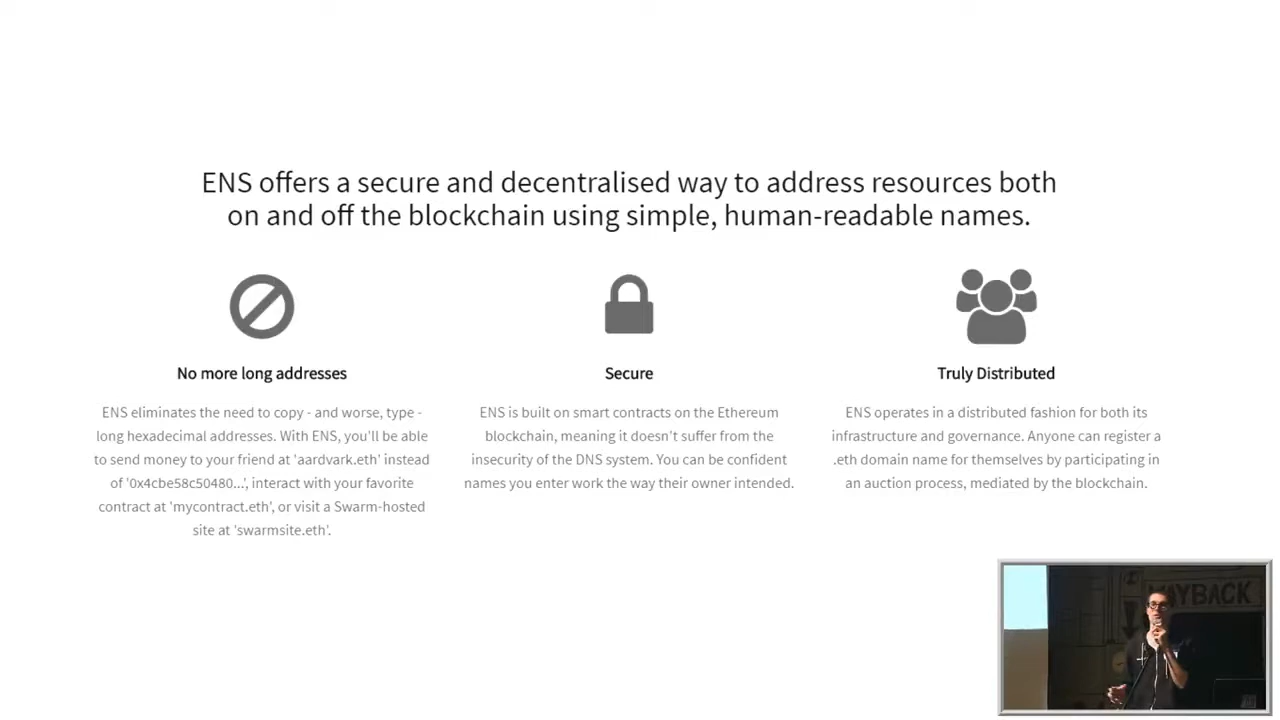 ENS offers a secure and decentralised way to address resources both
on and off the blockchain using simple, human-readable names.
No more long addresses
ENS eliminates the need to copy - and worse, type -
long hexadecimal addresses. With ENS, you'll be able
to send money to your friend at 'aardvark.eth' instead
of '0x4cbe58c50480...', interact with your favorite
contract at 'mycontract.eth', or visit a Swarm-hosted
site at 'swarmsite.eth'.
Secure
ENS is built on smart contracts on the Ethereum
blockchain, meaning it doesn't suffer from the
insecurity of the DNS system. You can be confident
names you enter work the way their owner intended.
Truly Distributed
ENS operates in a distributed fashion for both its
infrastructure and governance. Anyone can register a
.eth domain name for themselves by participating in
an auction process, mediated by the blockchain.
WAYBACK